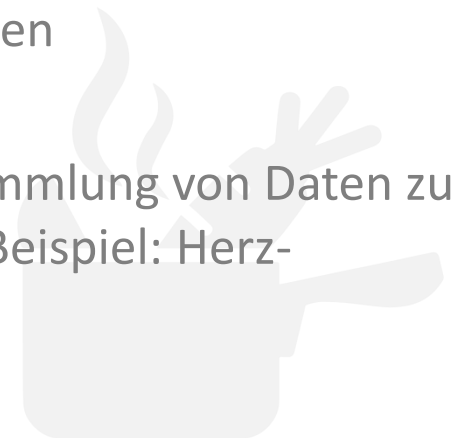 en
mmlung von Daten zu
Beispiel: Herz-